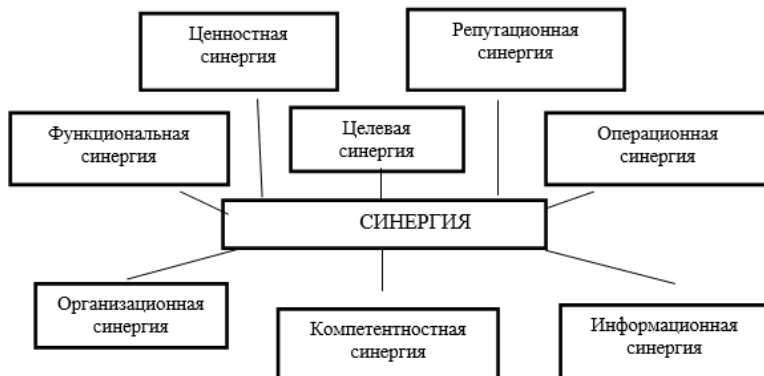 Ценностная
синергия
Репутационная
синергия
Функциональная
синергия
Целевая
синергия
Операционная
синергия
СИНЕРГИЯ
Организационная
синергия
Компетентностная
синергия
Информационная
синергия